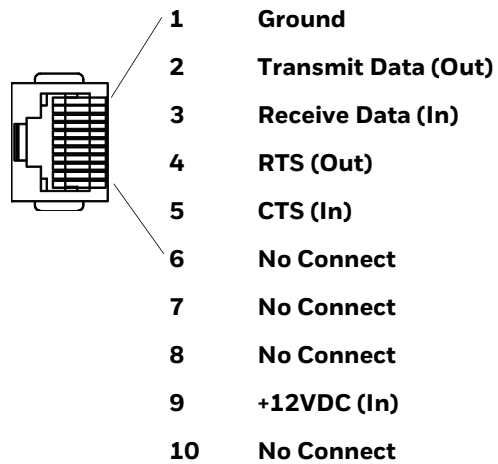 1 Ground
2 Transmit Data (Out)
3 Receive Data (In)
4 RTS (Out)
5 CTS (In)
6 No Connect
7 No Connect
8 No Connect
9 +12VDC (In)
10 No Connect